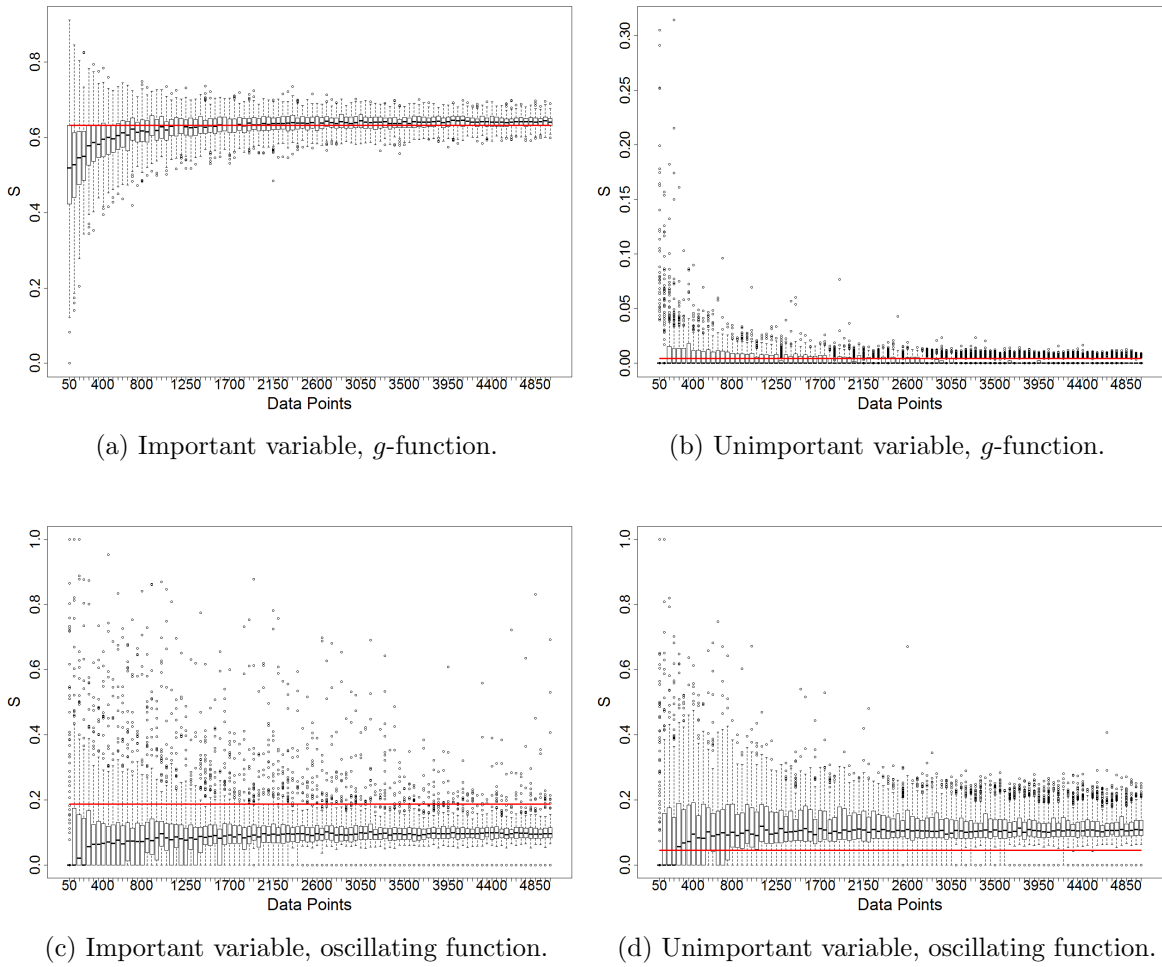 0.0 0.2 0.4 0.6 0.8
S
50 400 800 1250 1700 2150 2600 3050 3500 3950 4400 4850
Data Points
(a) Important variable, g-function.
0.00 0.05 0.10 0.15 0.20 0.25 0.30
S
50 400 800 1250 1700 2150 2600 3050 3500 3950 4400 4850
Data Points
(b) Unimportant variable, g-function.
0.0 0.2 0.4 0.6 0.8 1.0
S
50 400 800 1250 1700 2150 2600 3050 3500 3950 4400 4850
Data Points
(c) Important variable, oscillating function.
0.0 0.2 0.4 0.6 0.8 1.0
S
50 400 800 1250 1700 2150 2600 3050 3500 3950 4400 4850
Data Points
(d) Unimportant variable, oscillating function.